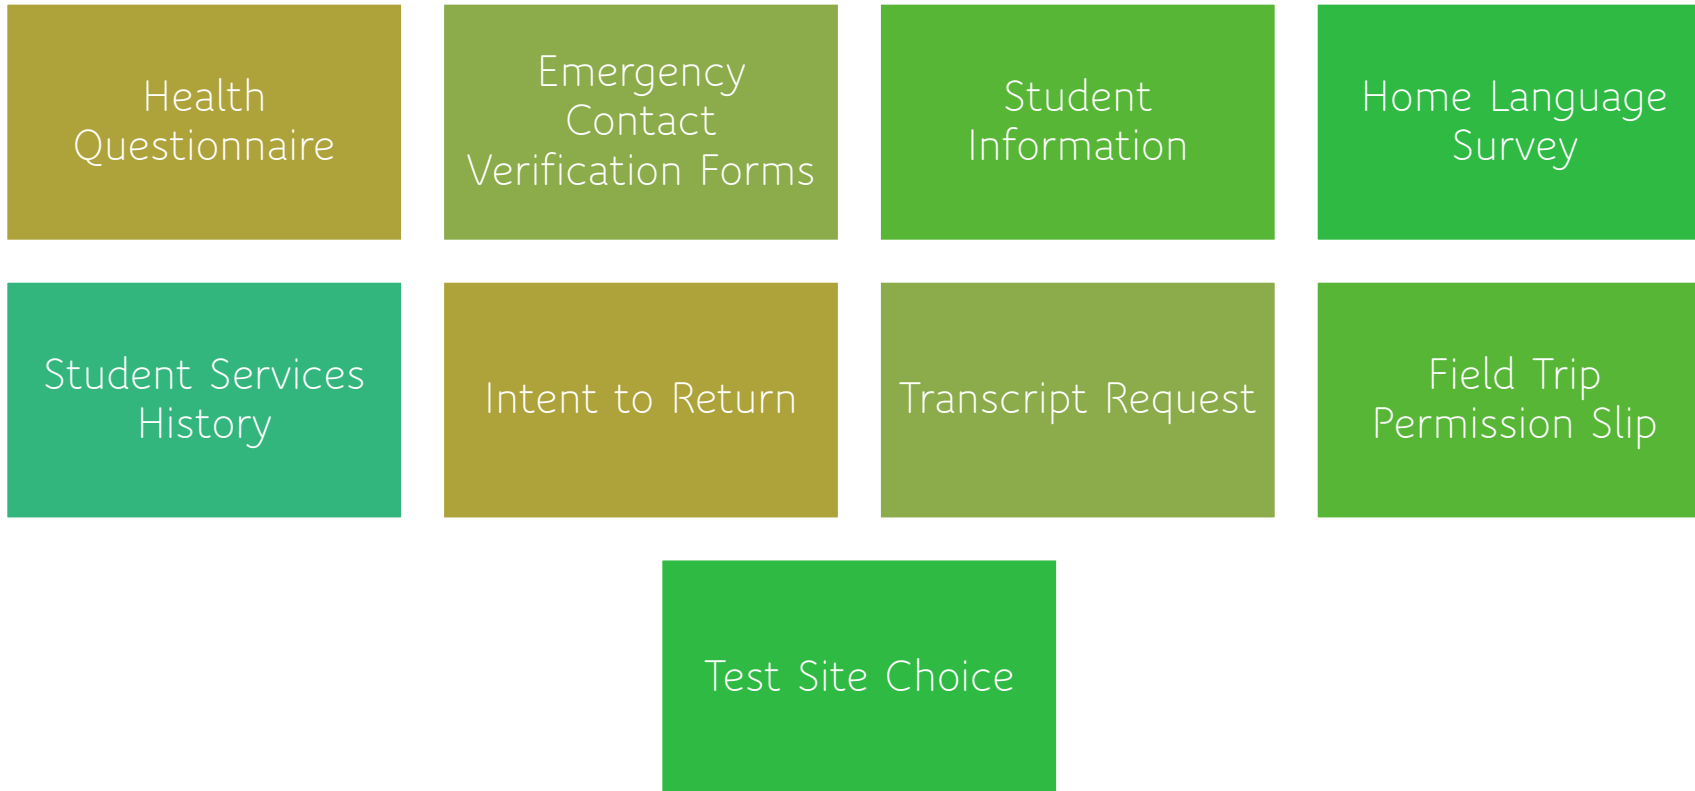 Health
Questionnaire
Emergency
Contact
Verification Forms
Student
Information
Home Language
Survey
Student Services
History
Intent to Return
Transcript Request
Field Trip
Permission Slip
Test Site Choice